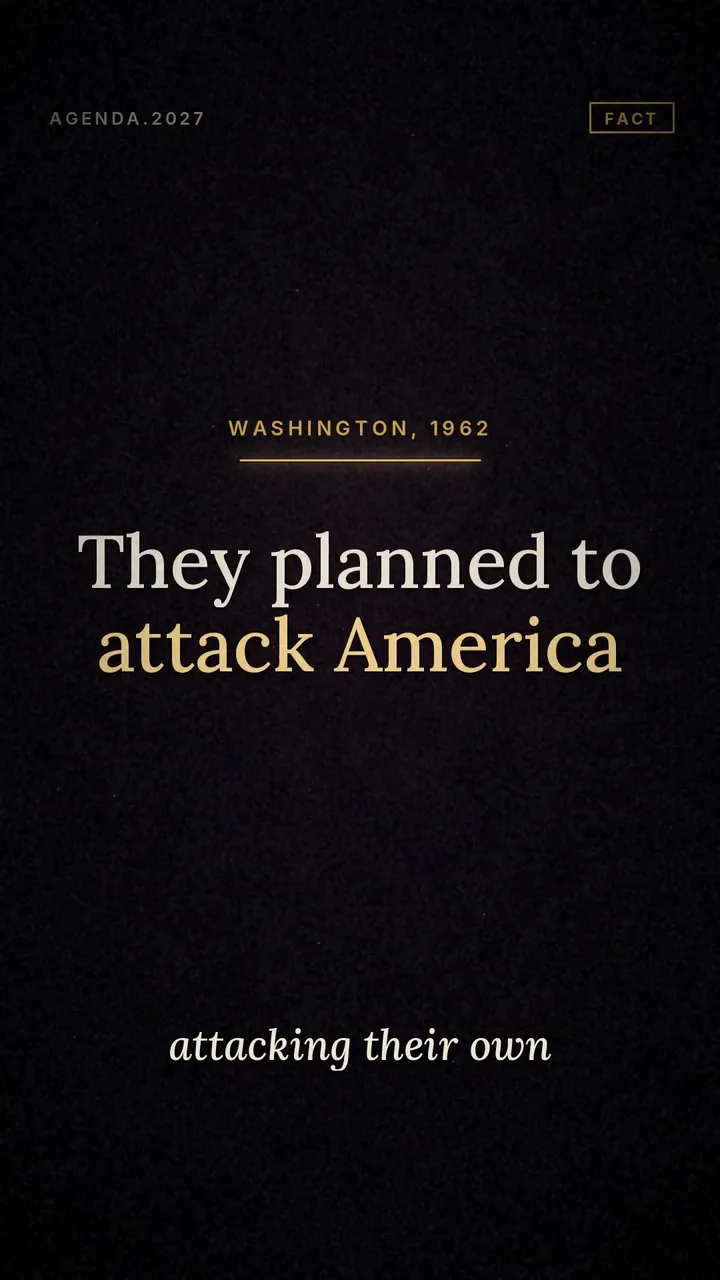 AGENDA.2027
FACT
WASHINGTON, 1962
They planned to
attack America
attacking their own